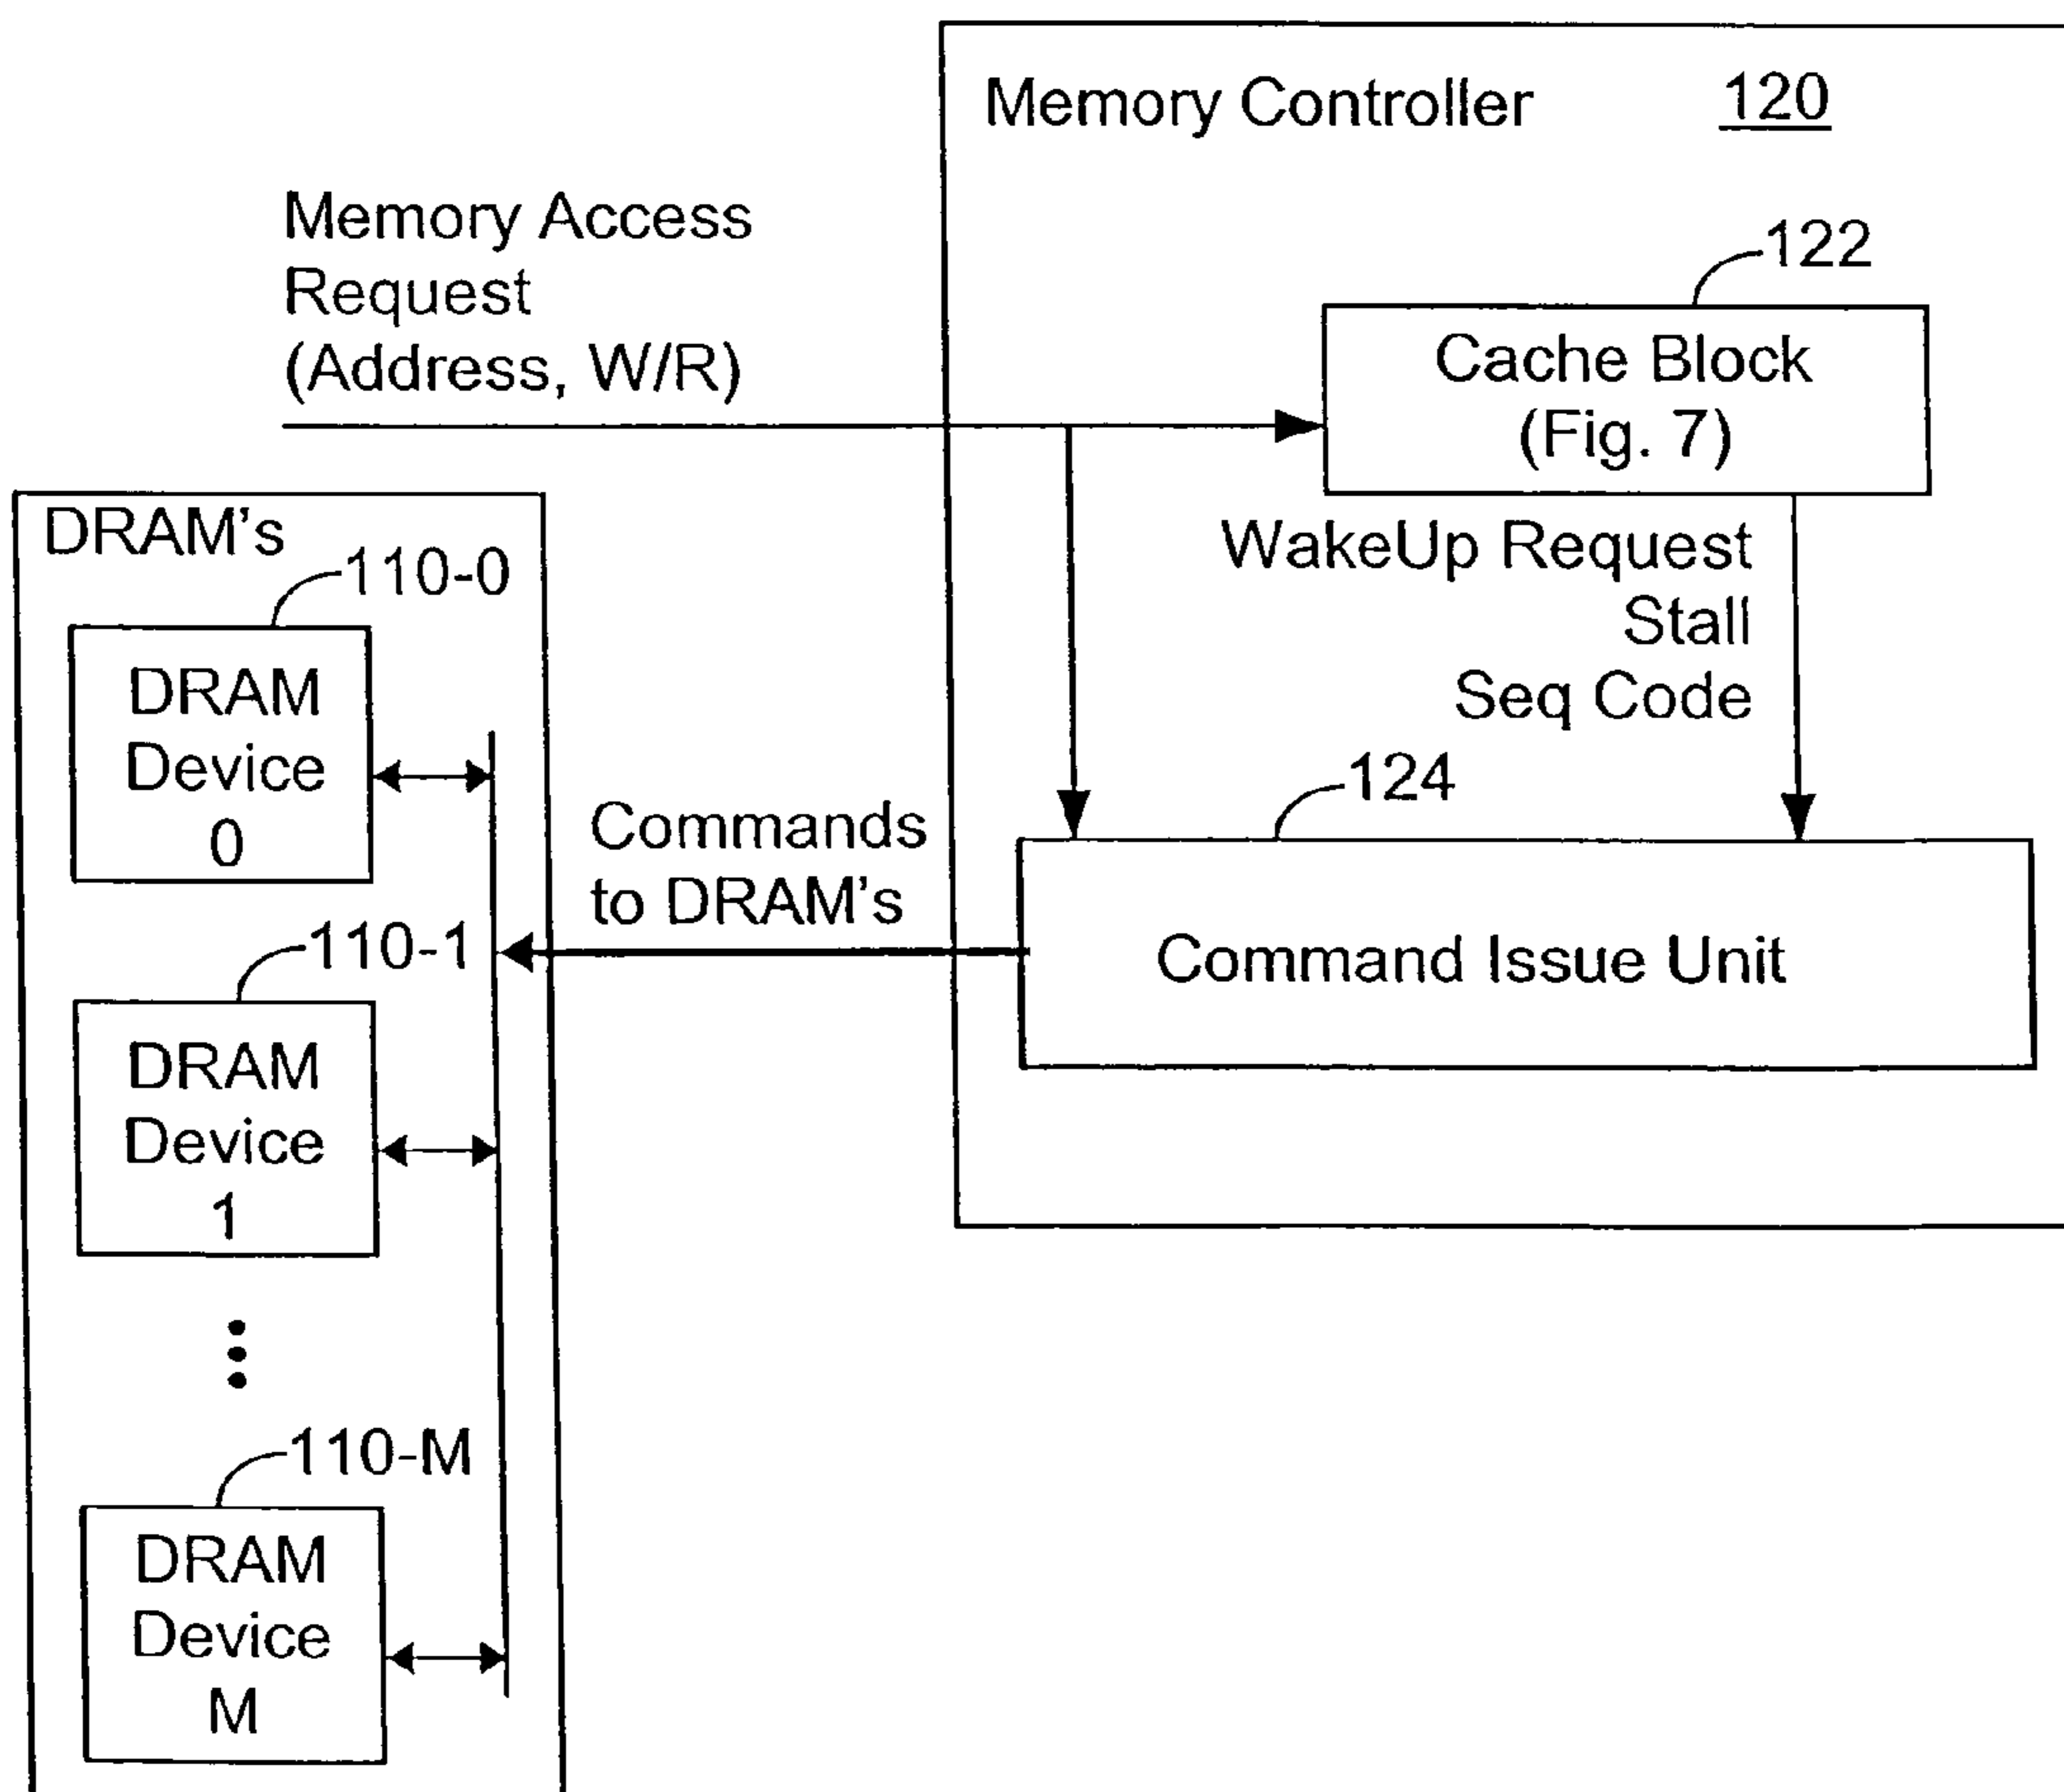 Memory Controller 120
Memory Access
Request
(Address, W/R)
122
Cache Block
(Fig. 7)
WakeUp Request
Stall
Seq Code
124
Command Issue Unit
Commands
to DRAM's
DRAM's
110-0
DRAM
Device
0
110-1
DRAM
Device
1
110-M
DRAM
Device
M